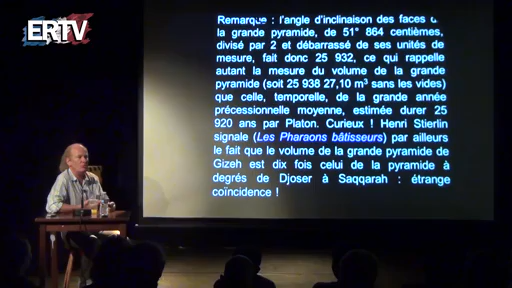 ERTV
Remarque : l'angle d'inclinaison des faces
la grande pyramide, de 51° 864 centièmes,
divisé par 2 et débarrassé de ses unités de
mesure, fait donc 25 932, ce qui rappelle
autant la mesure du volume de la grande
pyramide (soit 25 938 27,10 m³ sans les vides)
que celle, temporelle, de la grande année
précessionnelle moyenne, estimée durer 25
920 ans par Platon. Curieux ! Henri Stierlin
signale (Les Pharaons bâtisseurs) par ailleurs
le fait que le volume de la grande pyramide de
Gizeh est dix fois celui de la pyramide à
degrés de Djoser à Saqqarah : étrange
coïncidence !